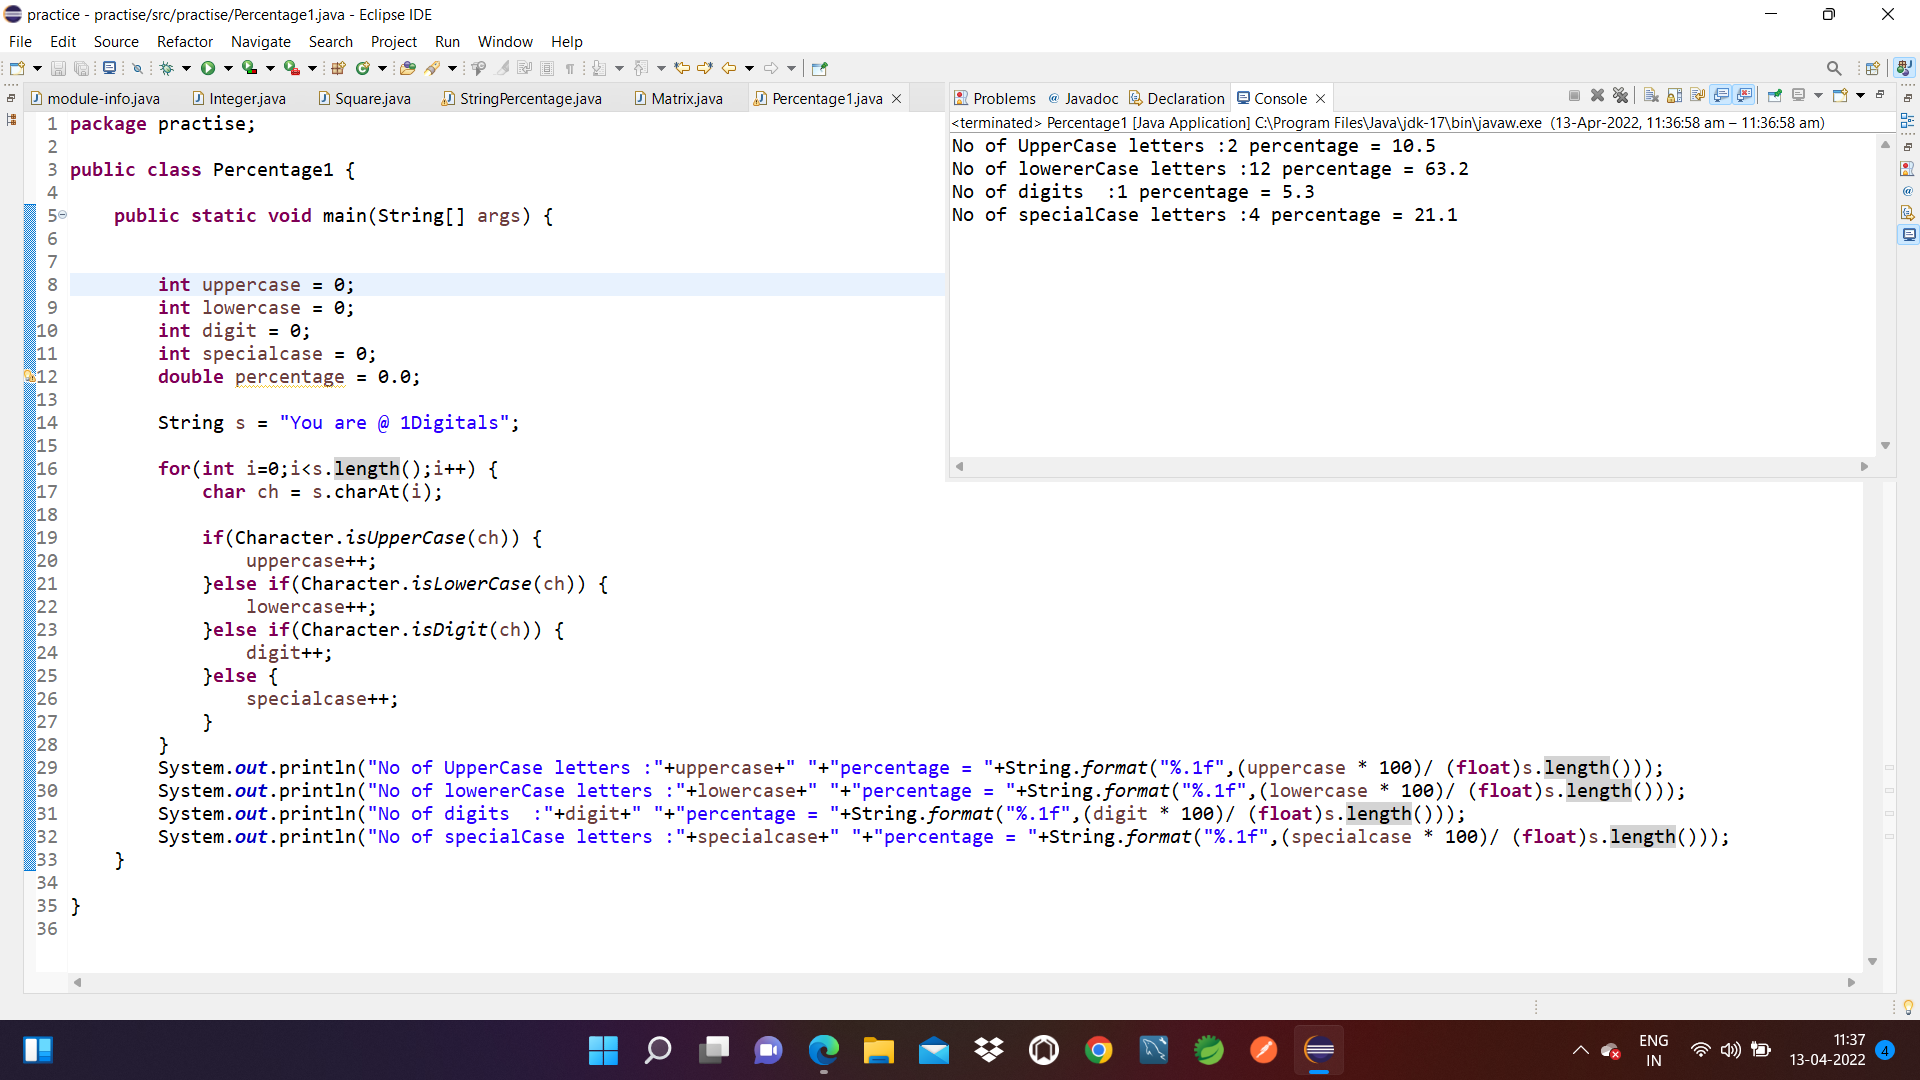 practice - practise/src/practise/Percentage1.java - Eclipse IDE
File Edit Source Refactor Navigate Search Project Run Window Help
module-info.java Integer.java Square.java StringPercentage.java Matrix.java Percentage1.java
1 package practise;
2
3 public class Percentage1 {
4
5 public static void main(String[] args) {
6
7
8 int uppercase = 0;
9 int lowercase = 0;
10 int digit = 0;
11 int specialcase = 0;
12 double percentage = 0.0;
13
14 String s = "You are @ 1Digitals";
15
16 for(int i=0;i<s.length();i++) {
17 char ch = s.charAt(i);
18
19 if(Character.isUpperCase(ch)) {
20 uppercase++;
21 }else if(Character.isLowerCase(ch)) {
22 lowercase++;
23 }else if(Character.isDigit(ch)) {
24 digit++;
25 }else {
26 specialcase++;
27 }
28 }
29 System.out.println("No of UpperCase letters :"+uppercase+" "+"percentage = "+String.format("%.1f",(uppercase * 100)/ (float)s.length()));
30 System.out.println("No of lowererCase letters :"+lowercase+" "+"percentage = "+String.format("%.1f",(lowercase * 100)/ (float)s.length()));
31 System.out.println("No of digits  :"+digit+" "+"percentage = "+String.format("%.1f",(digit * 100)/ (float)s.length()));
32 System.out.println("No of specialCase letters :"+specialcase+" "+"percentage = "+String.format("%.1f",(specialcase * 100)/ (float)s.length()));
33 }
34
35 }
36
Problems Javadoc Declaration Console
<terminated> Percentage1 [Java Application] C:\Program Files\Java\jdk-17\bin\javaw.exe (13-Apr-2022, 11:36:58 am – 11:36:58 am)
No of UpperCase letters :2 percentage = 10.5
No of lowererCase letters :12 percentage = 63.2
No of digits  :1 percentage = 5.3
No of specialCase letters :4 percentage = 21.1
ENG
IN
11:37
13-04-2022
4